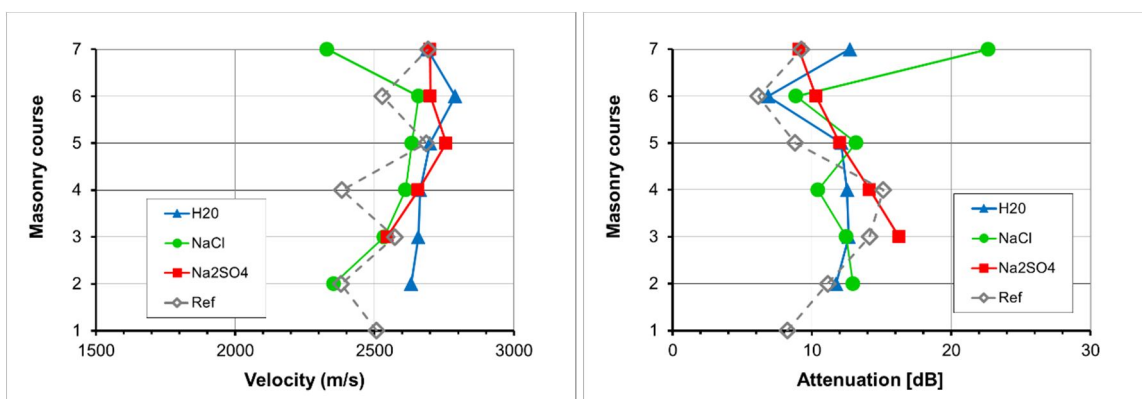 7
6
5
4
3
2
1
Masonry course
H20
NaCl
Na2SO4
Ref
1500 2000 2500 3000
Velocity (m/s)
7
6
5
4
3
2
1
Masonry course
H20
NaCl
Na2SO4
Ref
0 10 20 30
Attenuation [dB]